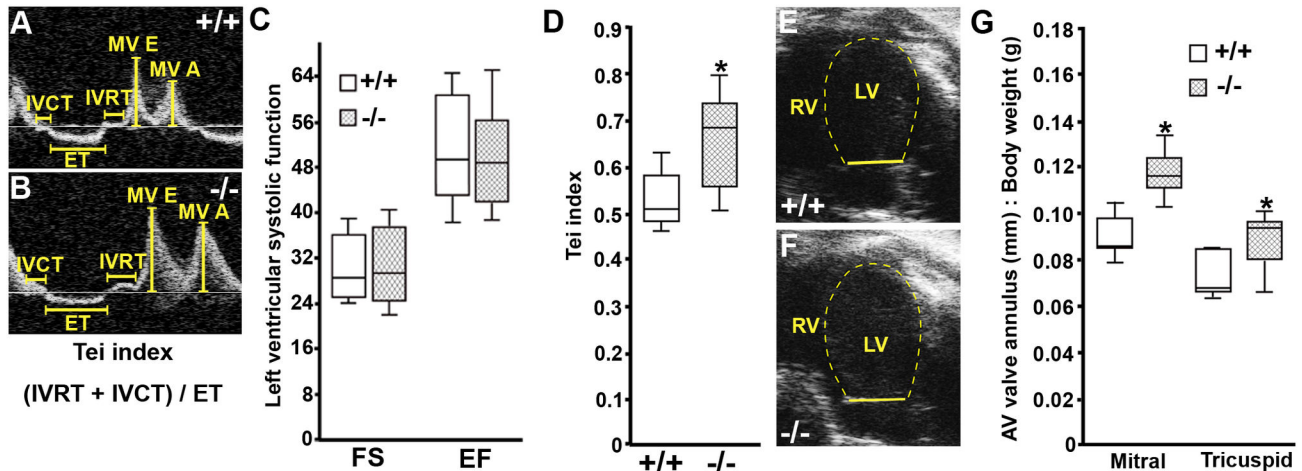 A
+/+
MV E
MV A
IVCT
IVRT
ET
B
-/-
MV E
MV A
IVCT
IVRT
ET
Tei index
(IVRT + IVCT) / ET
C
Left ventricular systolic function
64
56
48
40
32
24
16
8
0
+/+
-/-
FS
EF
D
Tei index
0.9
0.8
0.7
0.6
0.5
0.4
0.3
0.2
0.1
0
*
+/+
-/-
E
RV
LV
+/+
F
RV
LV
-/-
G
AV valve annulus (mm) : Body weight (g)
0.18
0.16
0.14
0.12
0.10
0.08
0.06
0.04
0.02
0
+/+
-/-
*
*
Mitral
Tricuspid